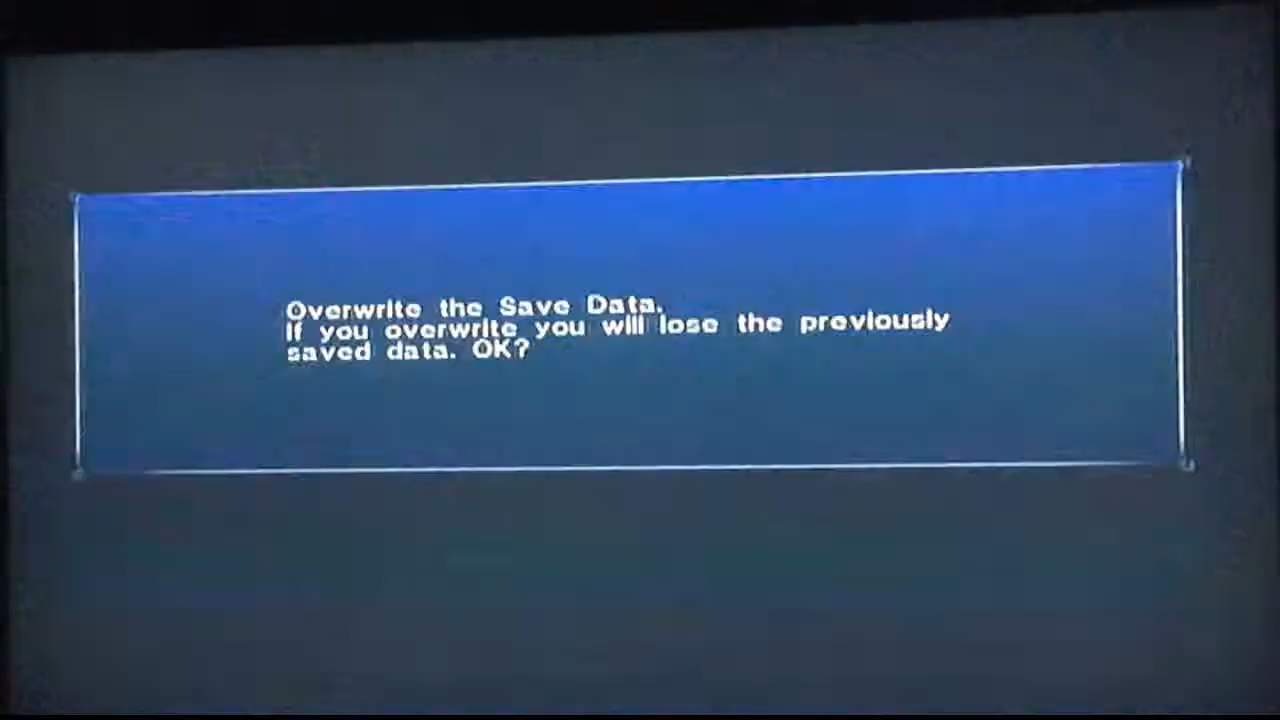 Overwrite the Save Data.
If you overwrite you will lose the previously
saved data. OK?